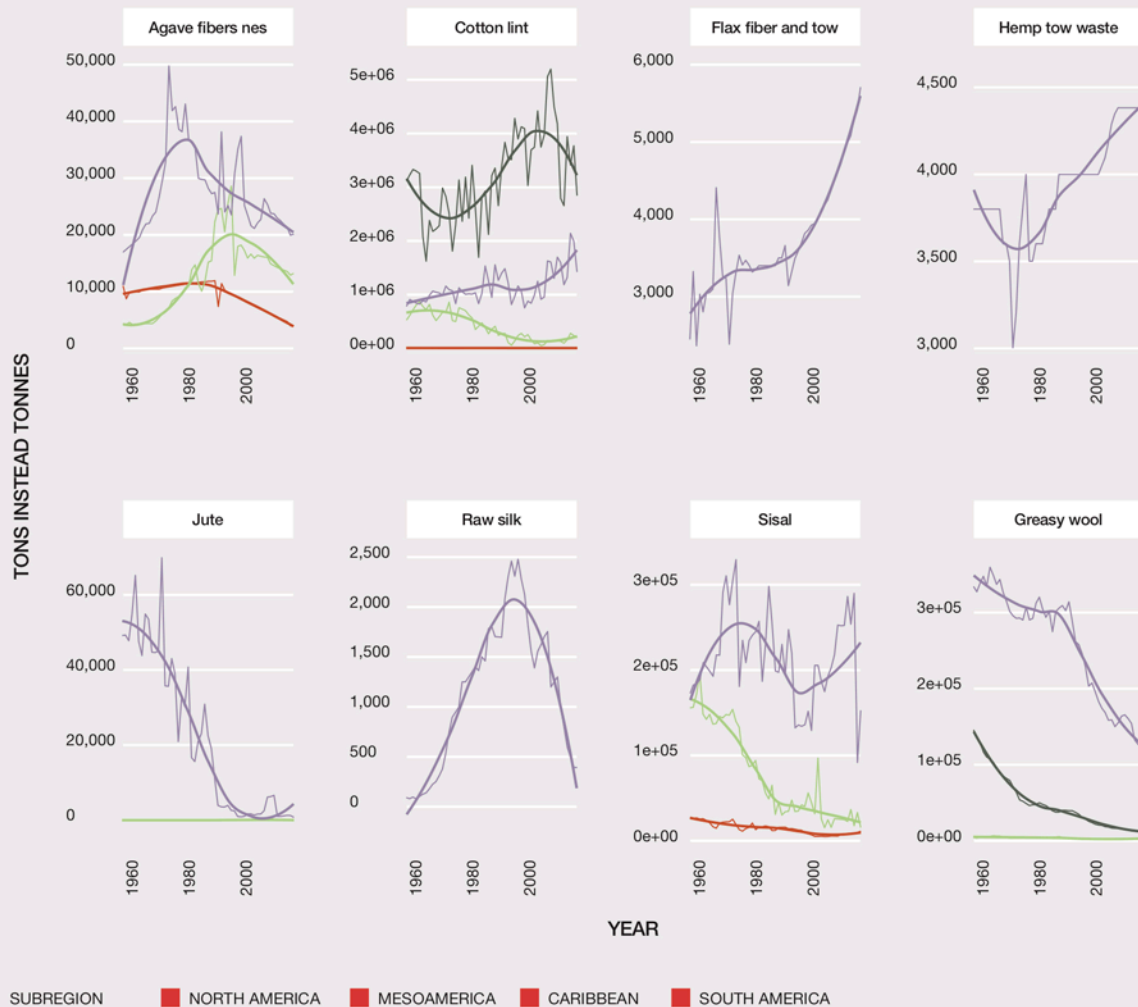 Agave fibers nes
Cotton lint
Flax fiber and tow
Hemp tow waste
50,000
40,000
30,000
20,000
10,000
0
1960
1980
2000
5e+06
4e+06
3e+06
2e+06
1e+06
0e+00
1960
1980
2000
6,000
5,000
4,000
3,000
1960
1980
2000
4,500
4,000
3,500
3,000
1960
1980
2000
TONS INSTEAD TONNES
Jute
Raw silk
Sisal
Greasy wool
60,000
40,000
20,000
0
1960
1980
2000
2,500
2,000
1,500
1,000
500
0
1960
1980
2000
3e+05
2e+05
1e+05
0e+00
1960
1980
2000
3e+05
2e+05
1e+05
0e+00
1960
1980
2000
YEAR
SUBREGION NORTH AMERICA MESOAMERICA CARIBBEAN SOUTH AMERICA